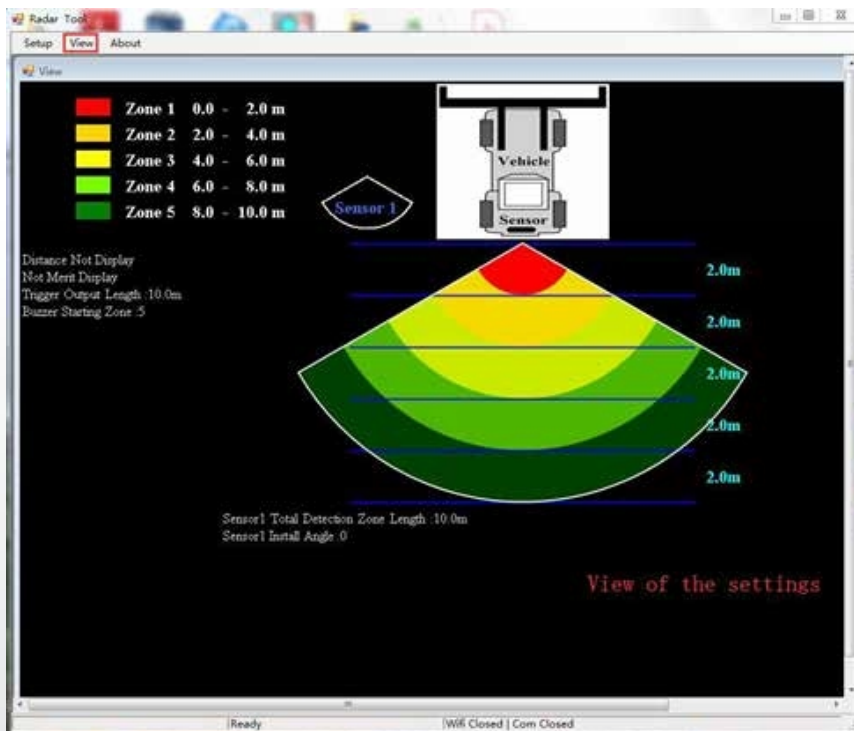 Radar Tool
Setup View About
View
Zone 1 0.0 - 2.0 m
Zone 2 2.0 - 4.0 m
Zone 3 4.0 - 6.0 m
Zone 4 6.0 - 8.0 m
Zone 5 8.0 - 10.0 m
Vehicle
Sensor 1
Sensor
Distance Not Display
Not Merit Display
Trigger Output Length :10.0m
Buzzer Starting Zone :5
2.0m
2.0m
2.0m
2.0m
2.0m
Sensor1 Total Detection Zone Length :10.0m
Sensor1 Install Angle :0
View of the settings
Ready
Wifi Closed | Com Closed